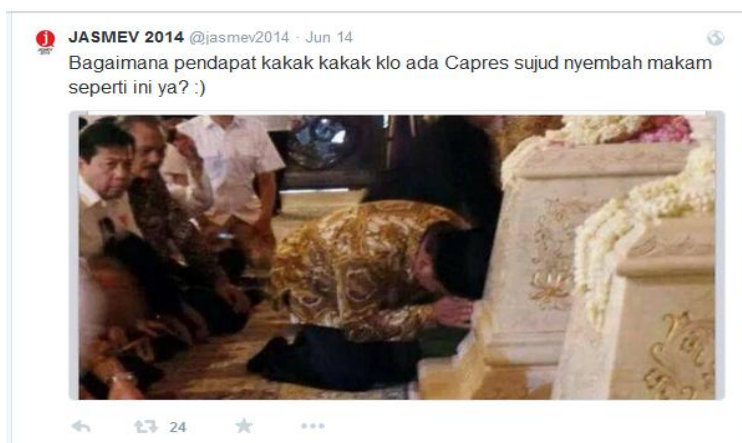 JASMEV 2014 @jasmev2014 · Jun 14
Bagaimana pendapat kakak kakak klo ada Capres sujud nyembah makam
seperti ini ya? :)
24